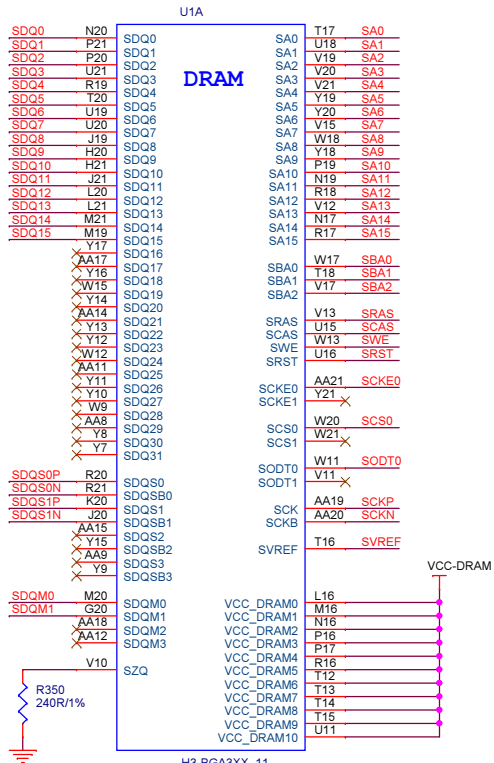 U1A
DRAM
SDQ0 N20 SDQ0 SA0 T17 SA0
SDQ1 P21 SDQ1 SA1 U18 SA1
SDQ2 P20 SDQ2 SA2 V19 SA2
SDQ3 U21 SDQ3 SA3 V20 SA3
SDQ4 R19 SDQ4 SA4 V21 SA4
SDQ5 T20 SDQ5 SA5 Y19 SA5
SDQ6 U19 SDQ6 SA6 Y20 SA6
SDQ7 U20 SDQ7 SA7 V15 SA7
SDQ8 J19 SDQ8 SA8 W18 SA8
SDQ9 H20 SDQ9 SA9 Y18 SA9
SDQ10 H21 SDQ10 SA10 P19 SA10
SDQ11 J21 SDQ11 SA11 N19 SA11
SDQ12 L20 SDQ12 SA12 R18 SA12
SDQ13 L21 SDQ13 SA13 V12 SA13
SDQ14 M21 SDQ14 SA14 N17 SA14
SDQ15 M19 SDQ15 SA15 R17 SA15
Y17 SDQ16
AA17 SDQ17 SBA0 W17 SBA0
Y16 SDQ18 SBA1 T18 SBA1
W15 SDQ19 SBA2 V17 SBA2
Y14 SDQ20
AA14 SDQ21 SRAS V13 SRAS
Y13 SDQ22 SCAS U15 SCAS
Y12 SDQ23 SWE W13 SWE
W12 SDQ24 SRST U16 SRST
AA11 SDQ25
Y11 SDQ26 SCKE0 AA21 SCKE0
Y10 SDQ27 SCKE1 Y21
W9 SDQ28
AA8 SDQ29 SCS0 W20 SCS0
Y8 SDQ30 SCS1 W21
Y7 SDQ31
SODT0 W11 SODT0
SDQS0P R20 SDQS0 SODT1 V11
SDQS0N R21 SDQSB0
SDQS1P K20 SDQS1 SCK AA19 SCKP
SDQS1N J20 SDQSB1 SCKB AA20 SCKN
AA15 SDQS2
Y15 SDQSB2 SVREF T16 SVREF
AA9 SDQS3
Y9 SDQSB3
VCC-DRAM
SDQM0 M20 SDQM0 VCC_DRAM0 L16
SDQM1 G20 SDQM1 VCC_DRAM1 M16
AA18 SDQM2 VCC_DRAM2 N16
AA12 SDQM3 VCC_DRAM3 P16
VCC_DRAM4 P17
V10 SZQ VCC_DRAM5 R16
VCC_DRAM6 T12
R350 VCC_DRAM7 T13
240R/1% VCC_DRAM8 T14
VCC_DRAM9 T15
VCC_DRAM10 U11
H3-BGA3XX_11